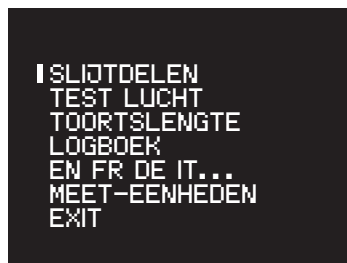 SLIJTDELEN
TEST LUCHT
TOORTSLENGTE
LOGBOEK
EN FR DE IT...
MEET-EENHEDEN
EXIT